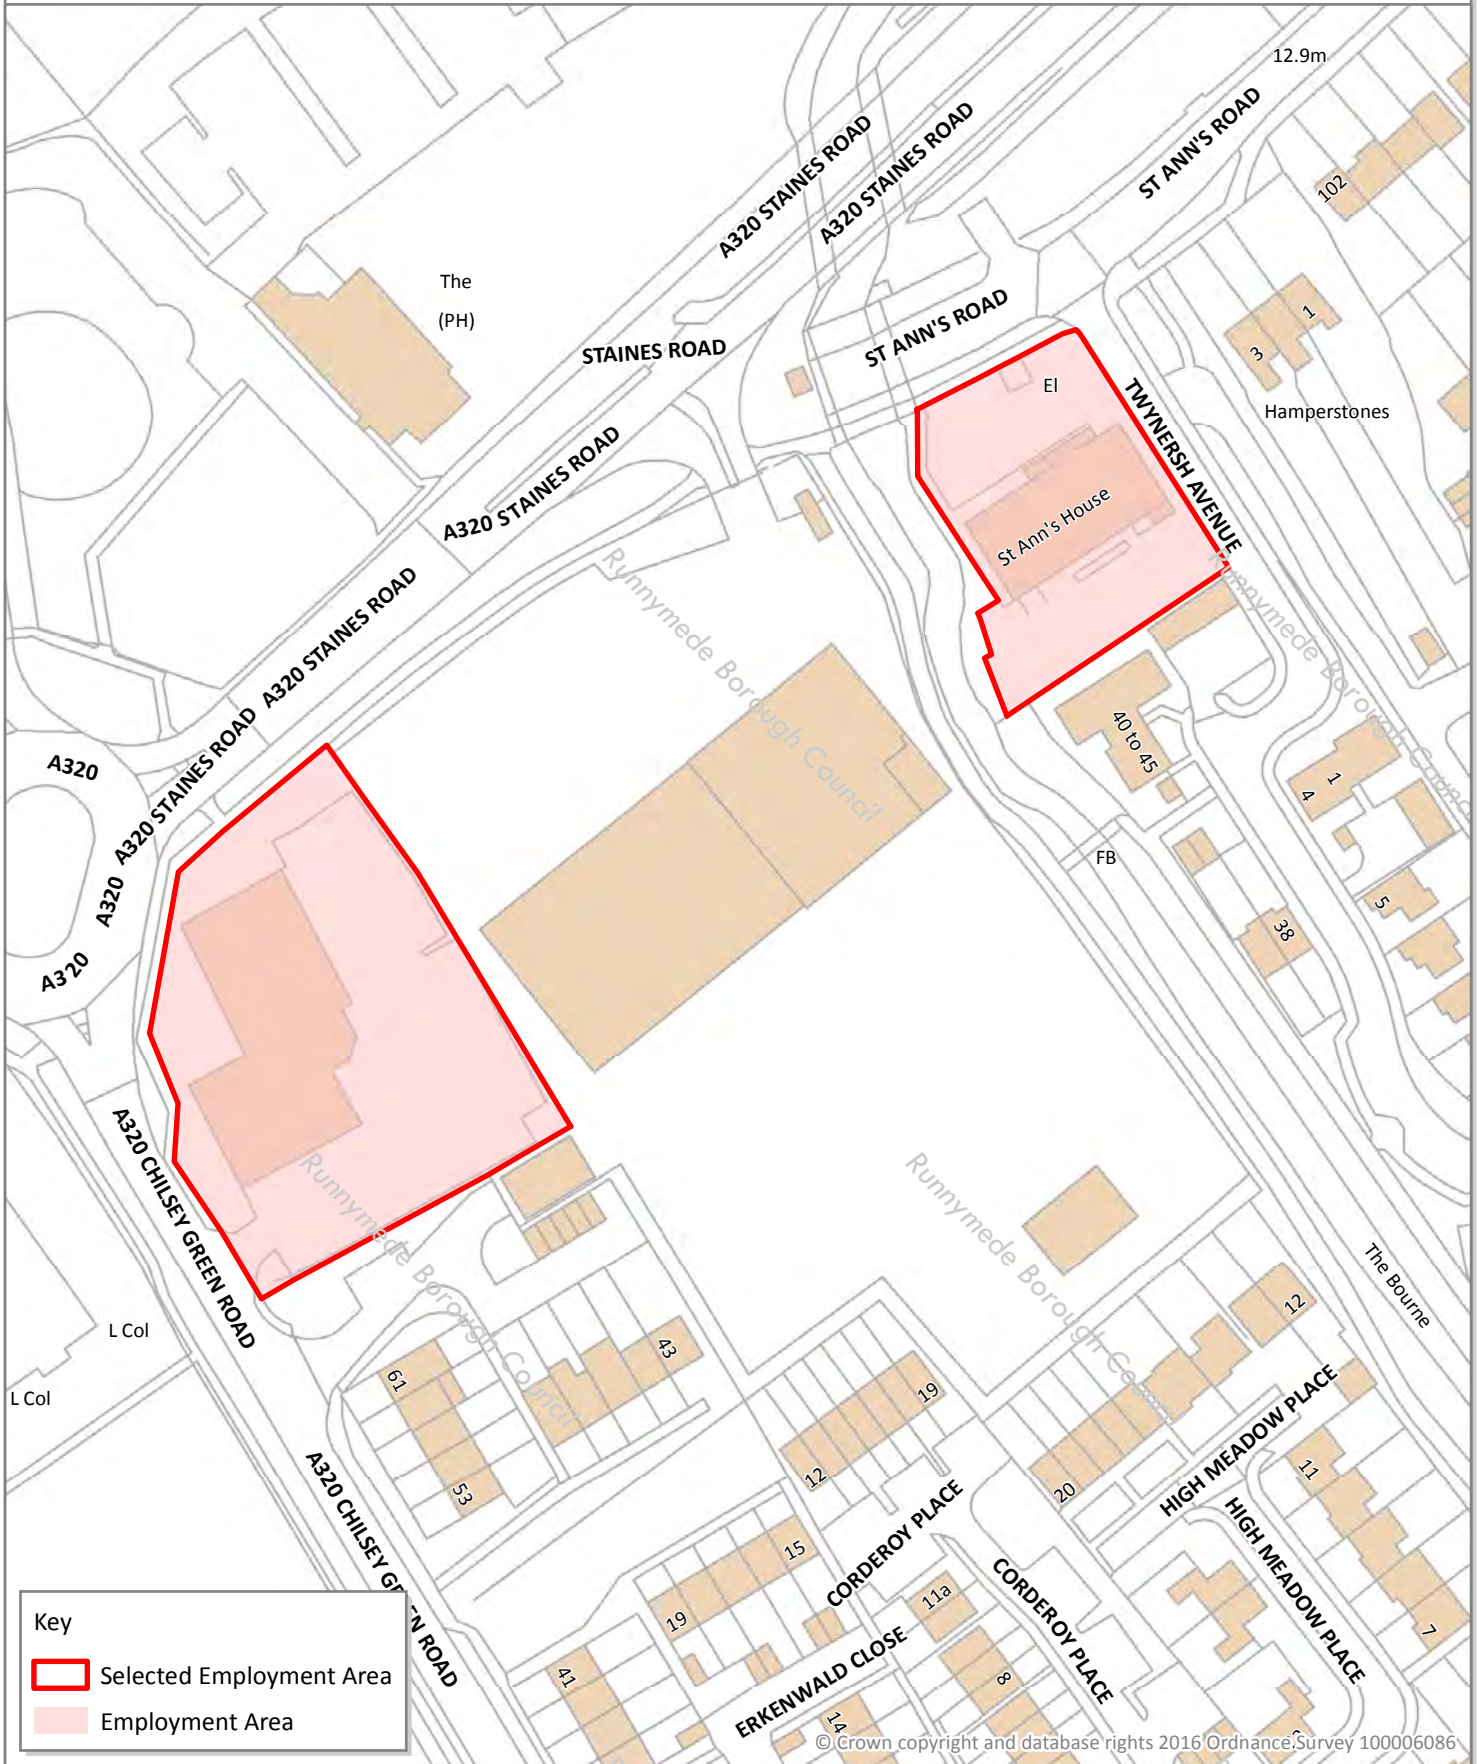 12.9m
ST ANN'S ROAD
A320 STAINES ROAD
A320 STAINES ROAD
102
The
(PH)
STAINES ROAD
ST ANN'S ROAD
1
3
El
Hamperstones
TWYNERSH AVENUE
A320 STAINES ROAD
St Ann's House
Runnymede Borough Council
Runnymede Borough Council
A320 STAINES ROAD
A320 STAINES ROAD
40 to 45
A320
1
4
FB
A320
5
38
A320
A320 CHILSEY GREEN ROAD
Runnymede Borough Council
Runnymede Borough Council
The Bourne
L Col
12
43
61
L Col
19
HIGH MEADOW PLACE
12
20
11
53
A320 CHILSEY GREEN ROAD
CORDEROY PLACE
HIGH MEADOW PLACE
15
11a
CORDEROY PLACE
19
7
ERKENWALD CLOSE
41
8
14
Key
Selected Employment Area
Employment Area
© Crown copyright and database rights 2016 Ordnance Survey 100006086